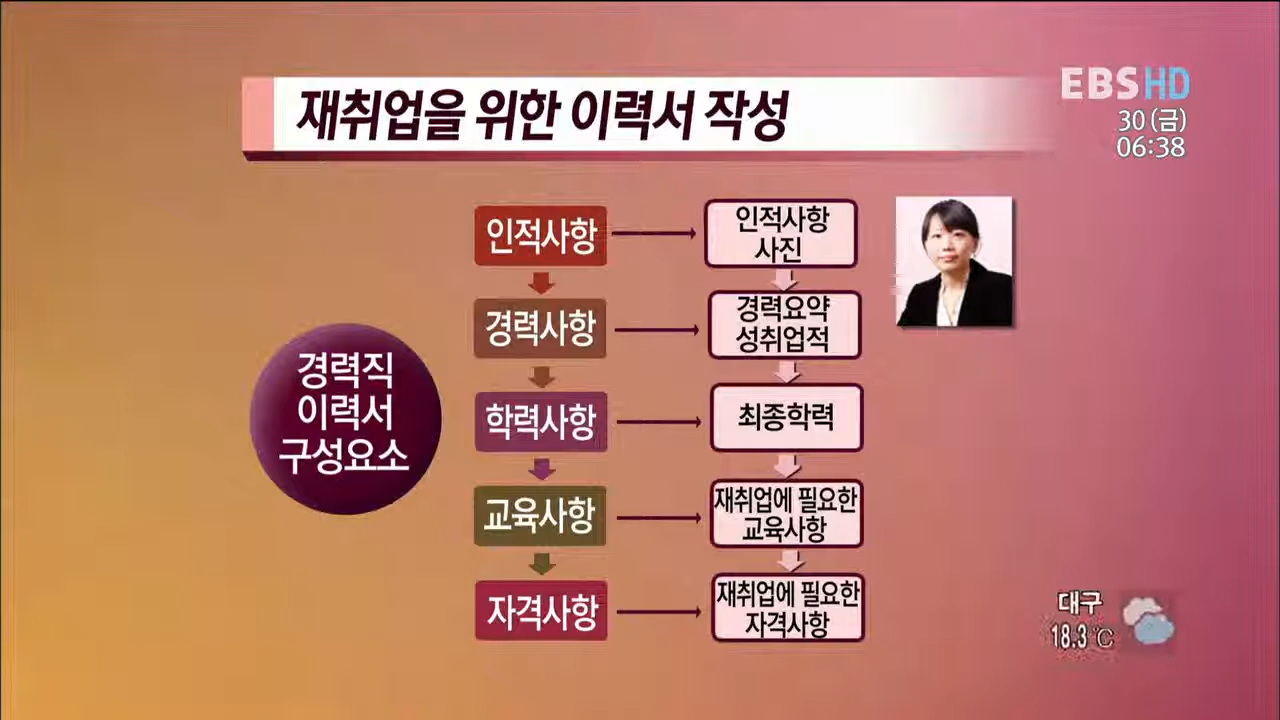 재취업을 위한 이력서 작성
EBS HD
30(금)
06:38
경력직
이력서
구성요소
인적사항
인적사항
사진
경력사항
경력요약
성취업적
학력사항
최종학력
교육사항
재취업에 필요한
교육사항
자격사항
재취업에 필요한
자격사항
대구
18.3℃